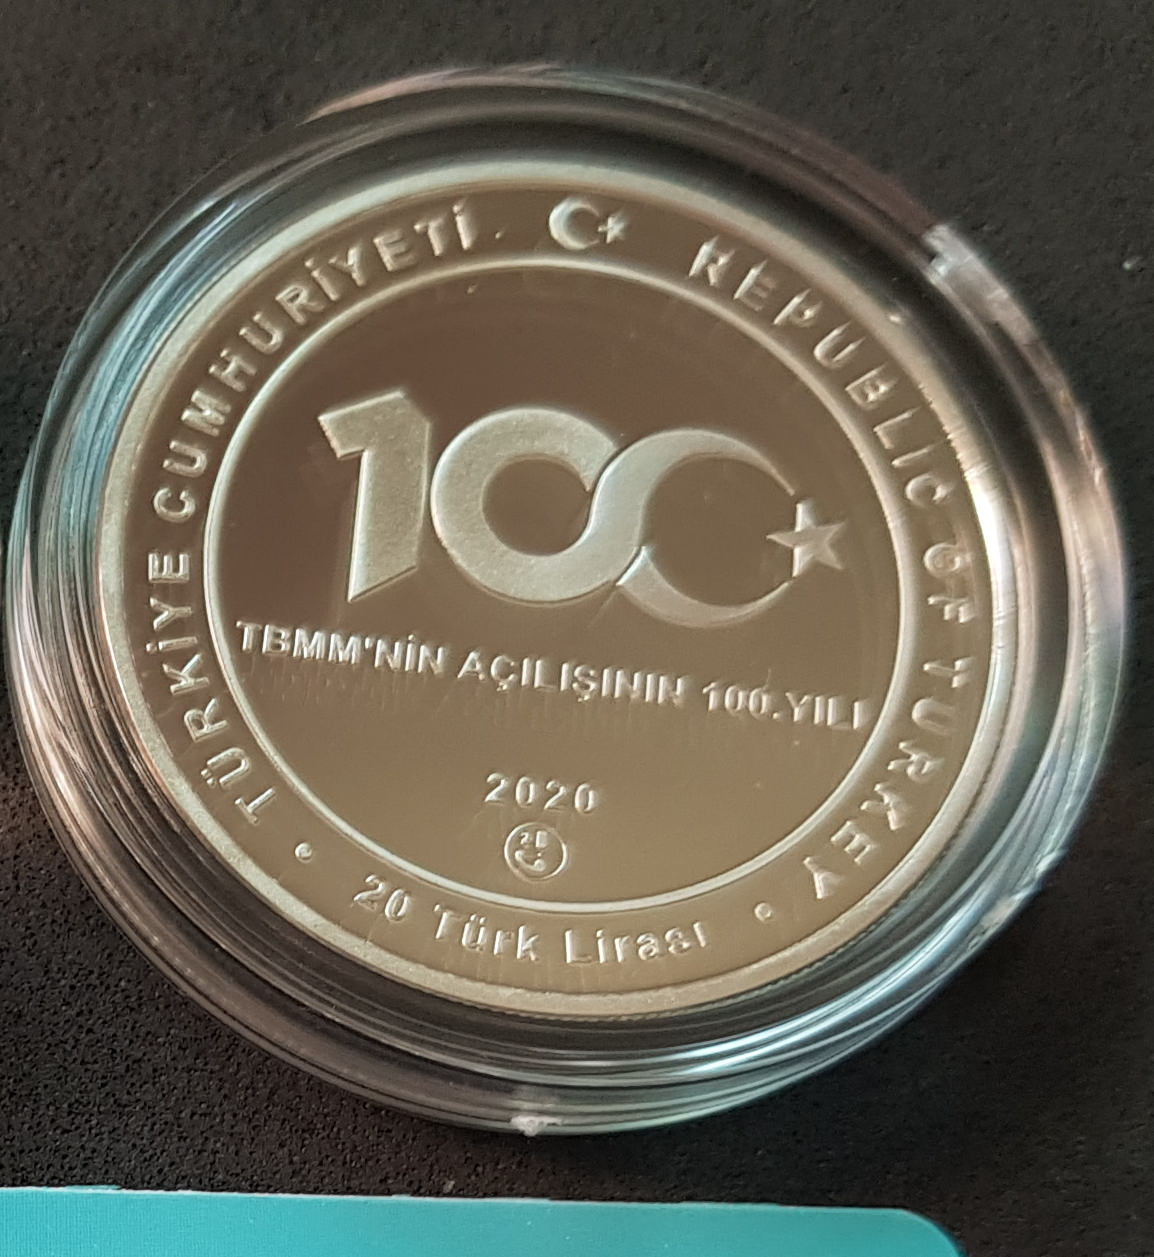 TÜRKİYE CUMHURİYETİ
REPUBLIC OF TURKEY
100
TBMM'NİN AÇILIŞININ 100.YILI
2020
20 Türk Lirası